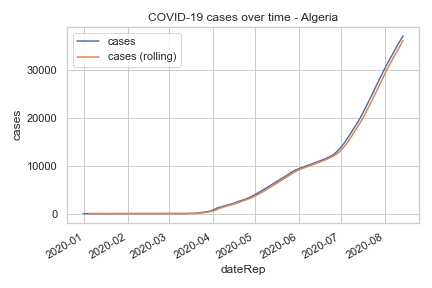 COVID-19 cases over time - Algeria
cases
cases (rolling)
cases
30000
20000
10000
0
2020-01
2020-02
2020-03
2020-04
2020-05
2020-06
2020-07
2020-08
dateRep